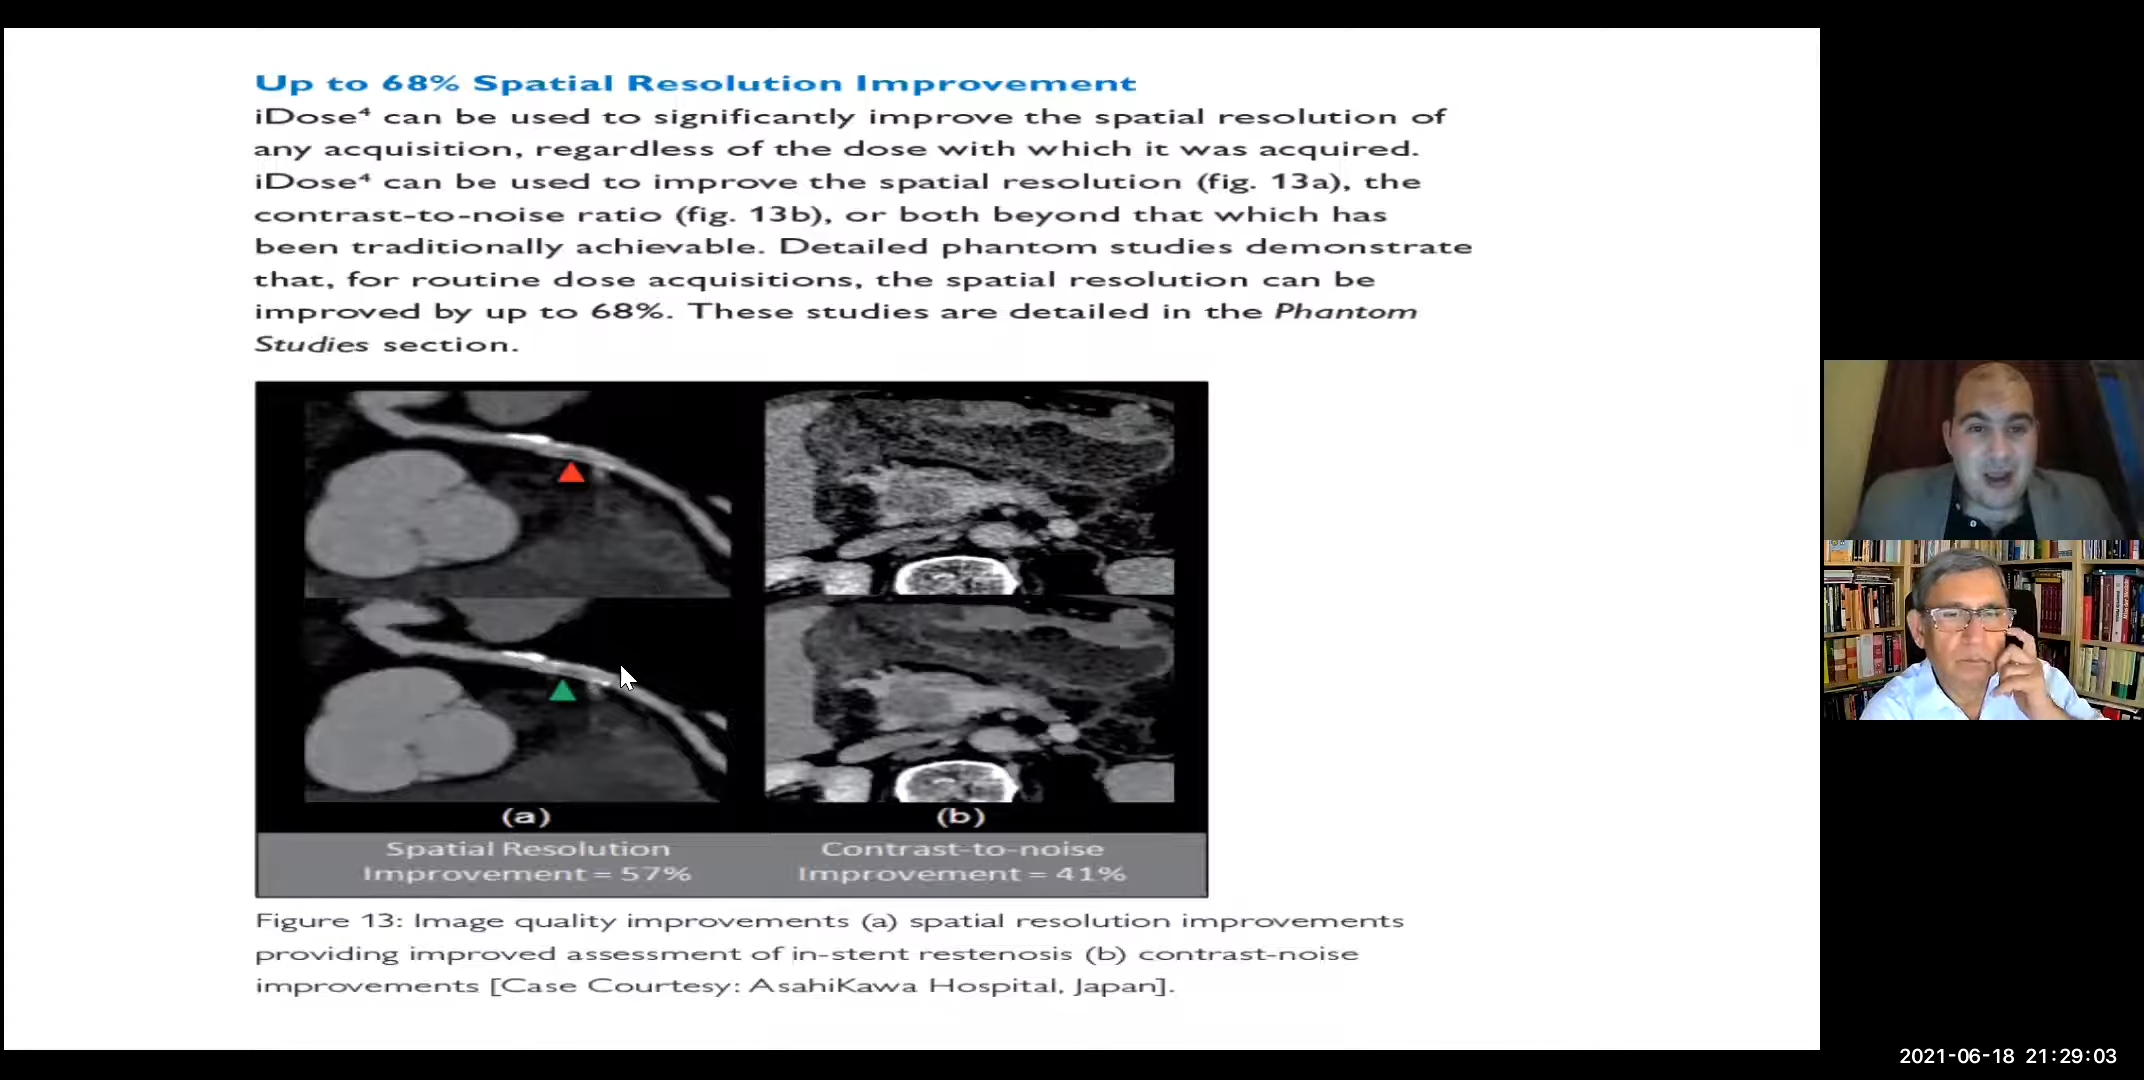 Up to 68% Spatial Resolution Improvement
iDose⁴ can be used to significantly improve the spatial resolution of
any acquisition, regardless of the dose with which it was acquired.
iDose⁴ can be used to improve the spatial resolution (fig. 13a), the
contrast-to-noise ratio (fig. 13b), or both beyond that which has
been traditionally achievable. Detailed phantom studies demonstrate
that, for routine dose acquisitions, the spatial resolution can be
improved by up to 68%. These studies are detailed in the Phantom
Studies section.
(a)
(b)
Spatial Resolution
Improvement = 57%
Contrast-to-noise
Improvement = 41%
Figure 13: Image quality improvements (a) spatial resolution improvements
providing improved assessment of in-stent restenosis (b) contrast-noise
improvements [Case Courtesy: AsahiKawa Hospital, Japan].
2021-06-18 21:29:03